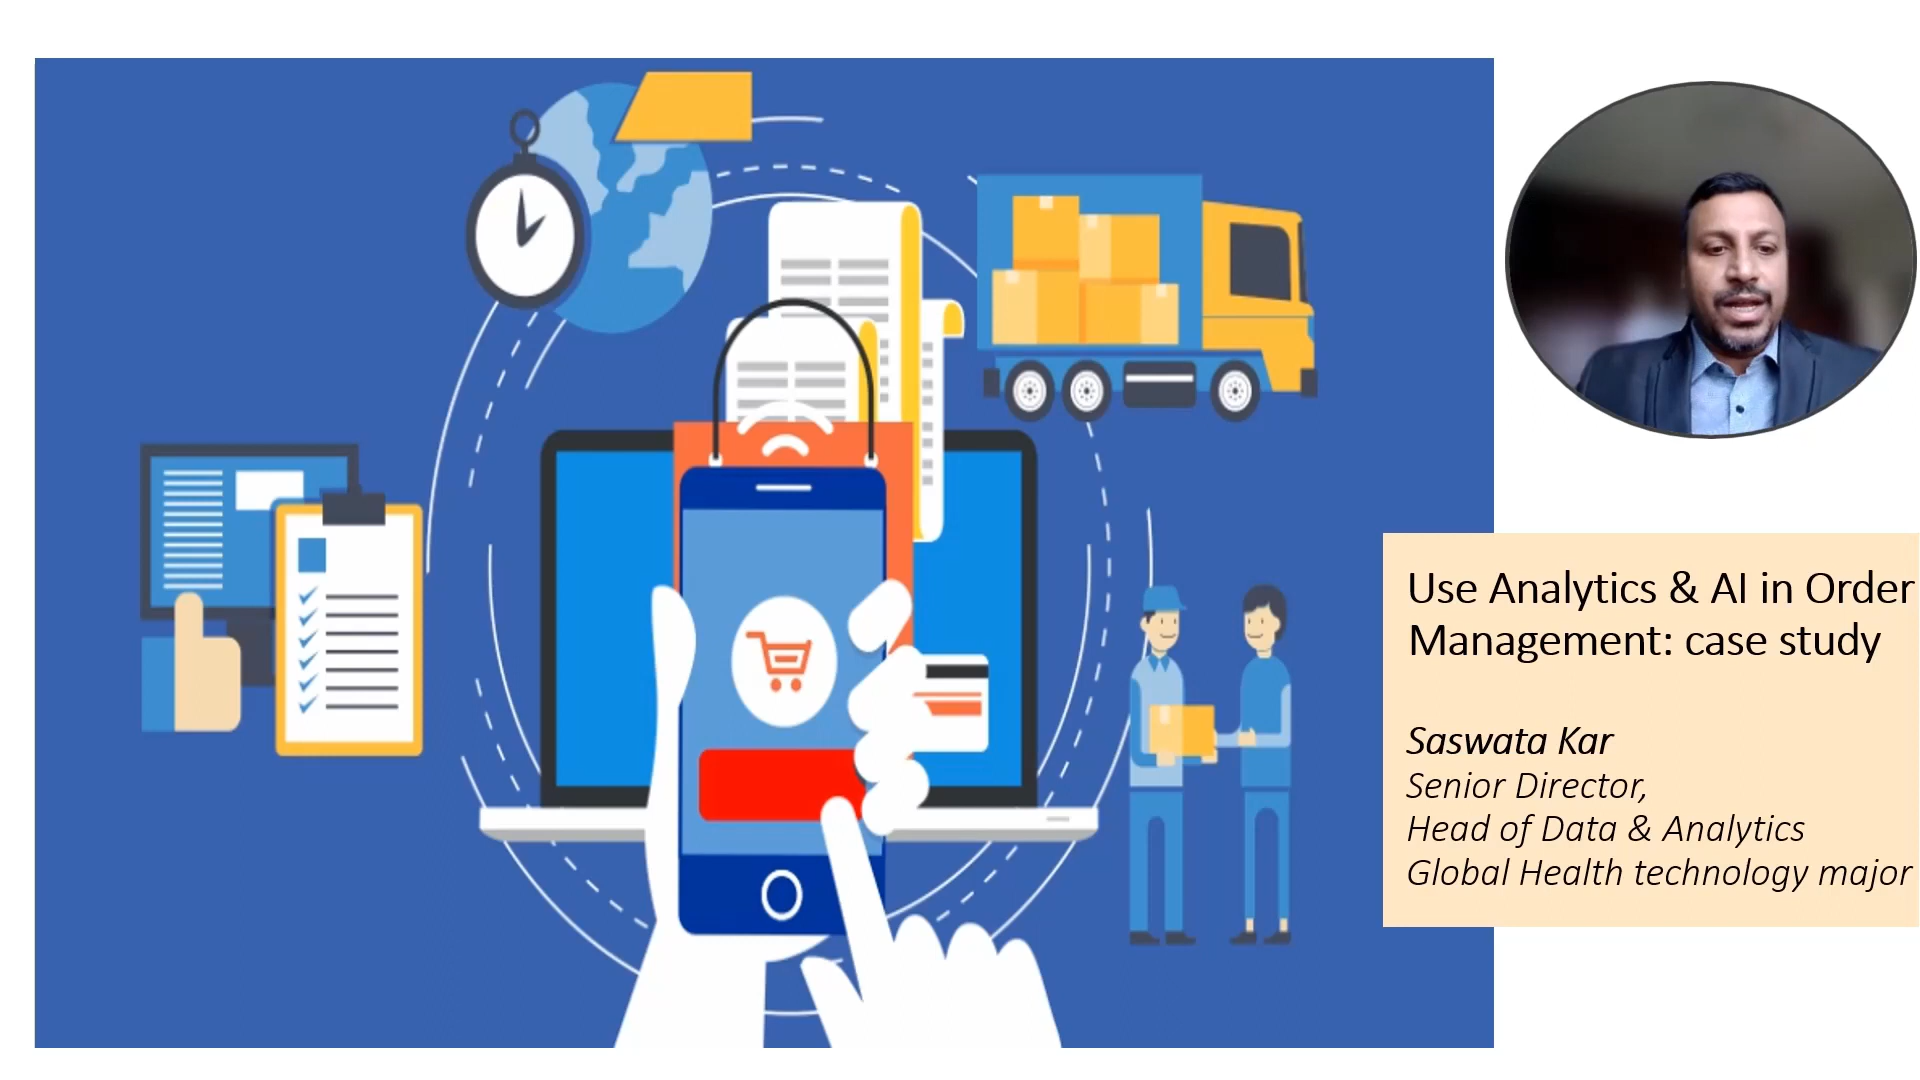 Use Analytics & AI in Order
Management: case study
Saswata Kar
Senior Director,
Head of Data & Analytics
Global Health technology major